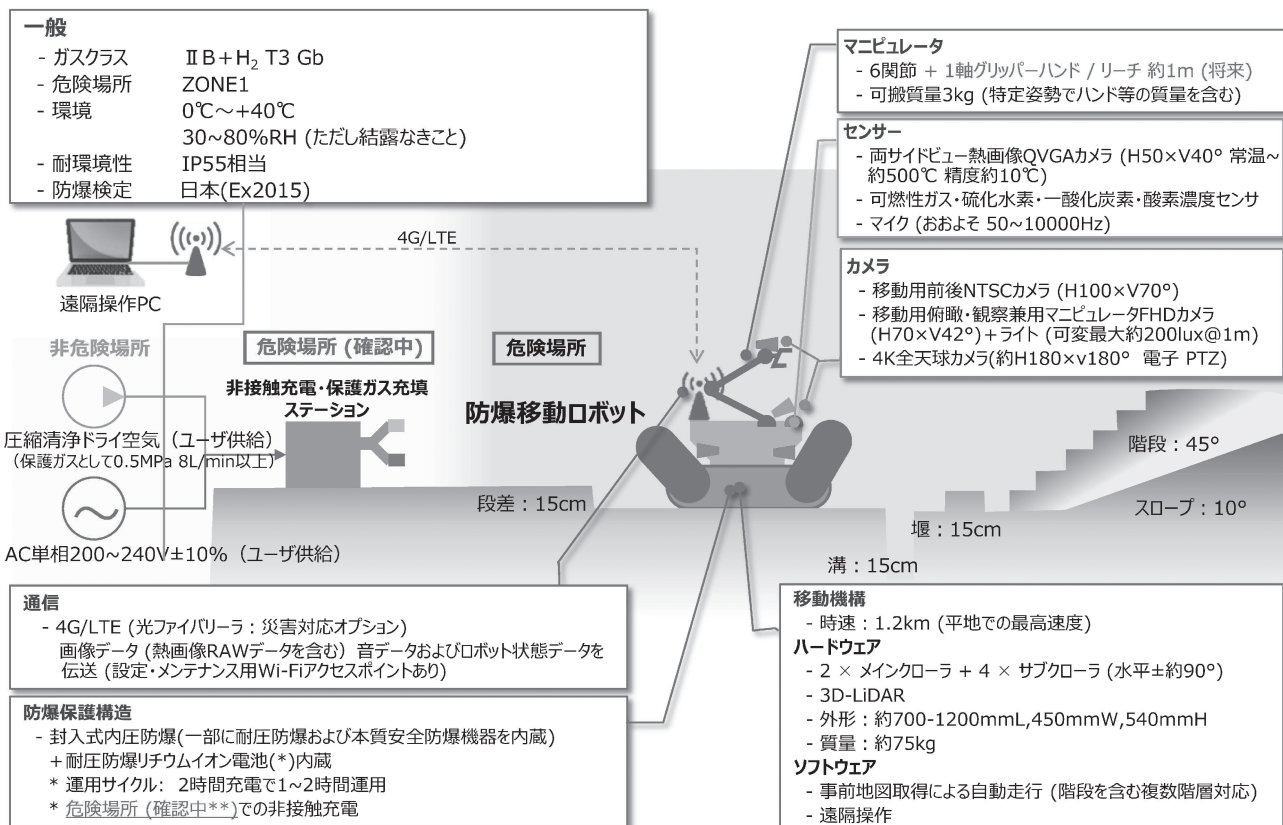 一般
- ガスクラス ⅡB+H₂ T3 Gb
- 危険場所 ZONE1
- 環境 0℃～+40℃
30~80%RH (ただし結露なきこと)
- 耐環境性 IP55相当
- 防爆検定 日本(Ex2015)
マニピュレータ
- 6関節 + 1軸グリッパーハンド / リーチ 約1m (将来)
- 可搬質量3kg (特定姿勢でハンド等の質量を含む)
センサー
- 両サイドビュー熱画像QVGAカメラ (H50×V40° 常温~
約500℃ 精度約10℃)
- 可燃性ガス・硫化水素・一酸化炭素・酸素濃度センサ
- マイク (おおよそ 50~10000Hz)
カメラ
- 移動用前後NTSCカメラ (H100×V70°)
- 移動用俯瞰・観察兼用マニピュレータFHDカメラ
(H70×V42°)＋ライト (可変最大約200lux@1m)
- 4K全天球カメラ(約H180×v180° 電子 PTZ)
4G/LTE
遠隔操作PC
非危険場所
危険場所 (確認中)
危険場所
非接触充電・保護ガス充填
ステーション
防爆移動ロボット
圧縮清浄ドライ空気（ユーザ供給）
（保護ガスとして0.5MPa 8L/min以上）
AC単相200~240V±10%（ユーザ供給）
段差：15cm
溝：15cm
堰：15cm
階段：45°
スロープ：10°
通信
- 4G/LTE (光ファイバリーラ：災害対応オプション)
画像データ (熱画像RAWデータを含む) 音データおよびロボット状態データを
伝送 (設定・メンテナンス用Wi-Fiアクセスポイントあり)
防爆保護構造
- 封入式内圧防爆(一部に耐圧防爆および本質安全防爆機器を内蔵)
＋耐圧防爆リチウムイオン電池(*)内蔵
* 運用サイクル: 2時間充電で1~2時間運用
* 危険場所 (確認中**)での非接触充電
移動機構
- 時速：1.2km (平地での最高速度)
ハードウェア
- 2 × メインクローラ + 4 × サブクローラ (水平±約90°)
- 3D-LiDAR
- 外形：約700-1200mmL,450mmW,540mmH
- 質量：約75kg
ソフトウェア
- 事前地図取得による自動走行 (階段を含む複数階層対応)
- 遠隔操作